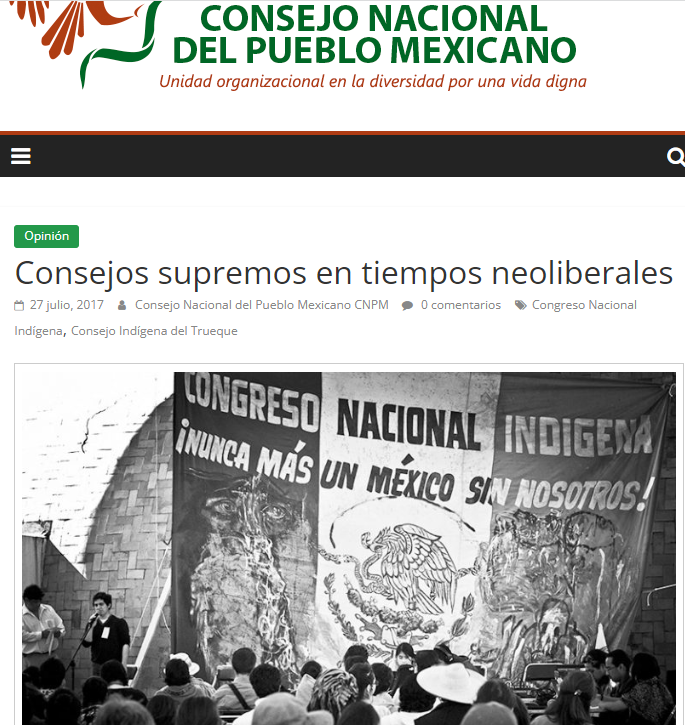 CONSEJO NACIONAL
DEL PUEBLO MEXICANO
Unidad organizacional en la diversidad por una vida digna
Opinión
Consejos supremos en tiempos neoliberales
27 julio, 2017 Consejo Nacional del Pueblo Mexicano CNPM 0 comentarios Congreso Nacional
Indígena, Consejo Indígena del Trueque
CONGRESO NACIONAL INDIGENA
¡NUNCA MÁS UN MÉXICO SIN NOSOTROS!